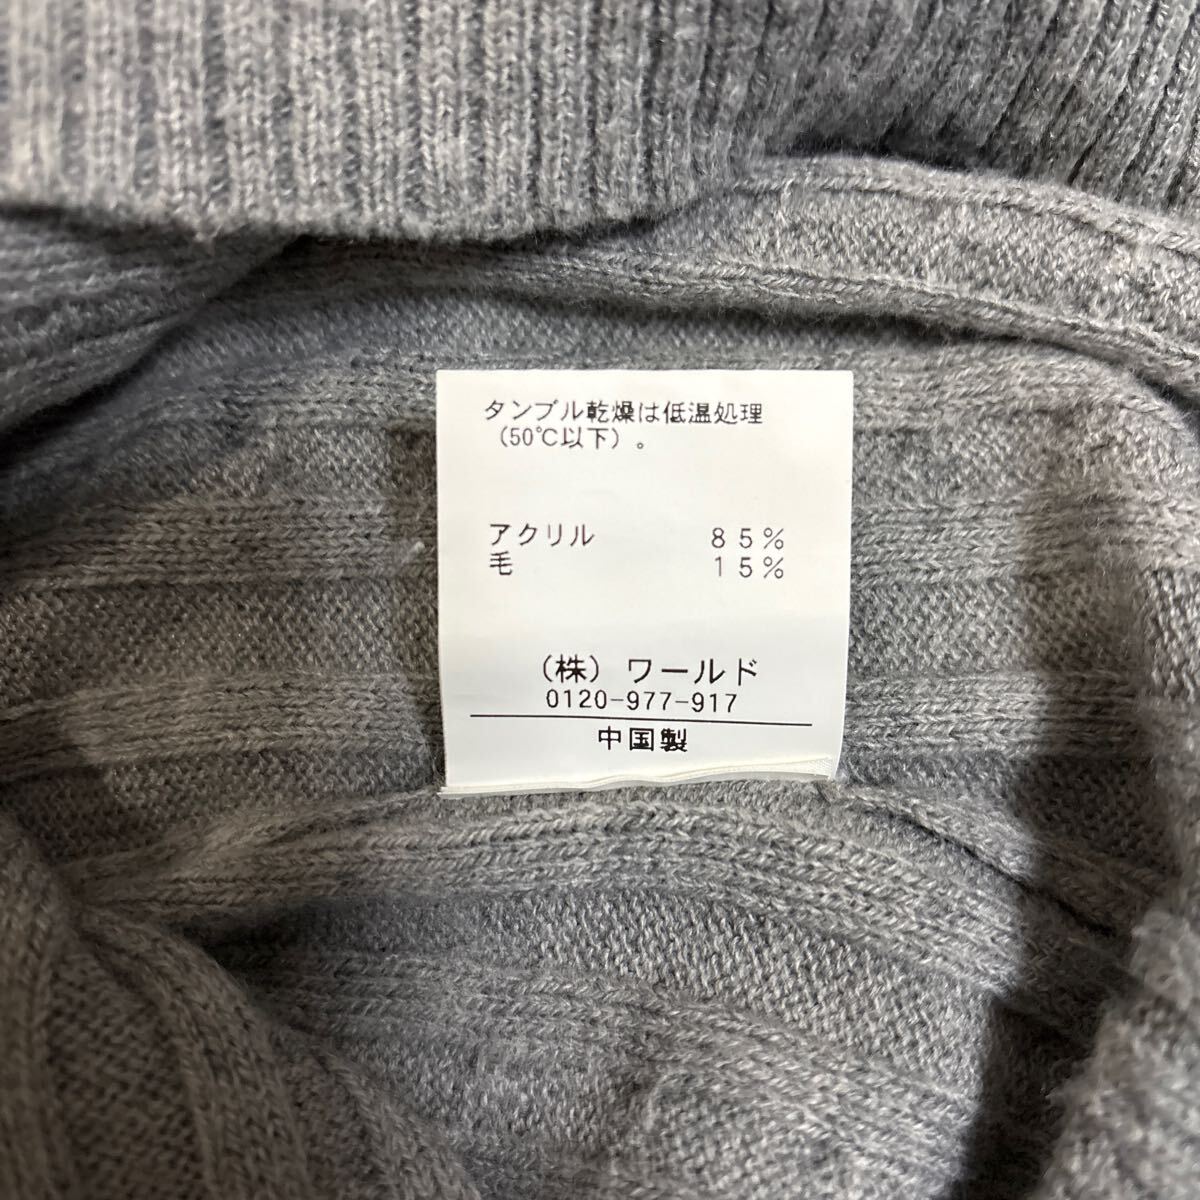 タンブル乾燥は低温処理
（50℃以下）。
アクリル 85%
毛 15%
（株）ワールド
0120-977-917
中国製